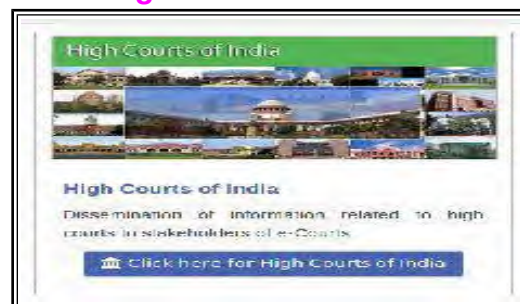 High Courts of India
High Courts of India
Dissemination of information related to high
courts to stakeholders of e-Courts
Click here for High Courts of India